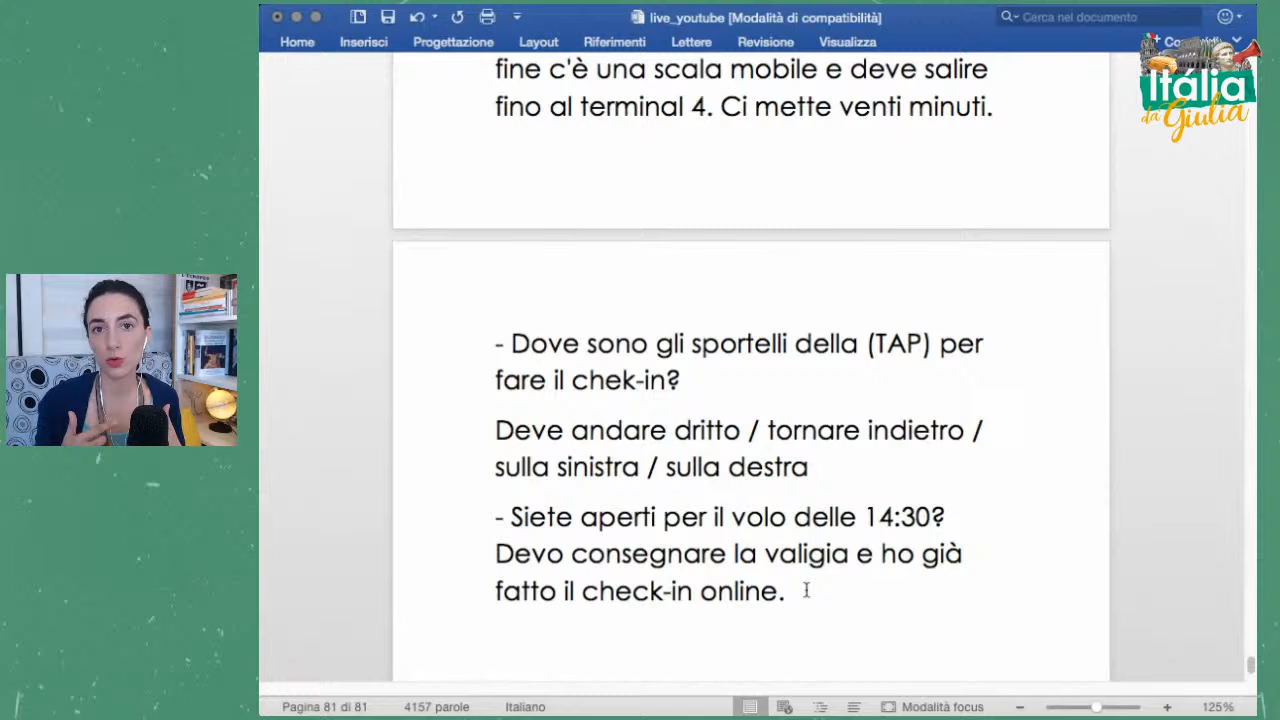 live_youtube [Modalità di compatibilità]
Cerca nel documento
Home Inserisci Progettazione Layout Riferimenti Lettere Revisione Visualizza
Itália
da Giulia
fine c'è una scala mobile e deve salire
fino al terminal 4. Ci mette venti minuti.
- Dove sono gli sportelli della (TAP) per
fare il chek-in?
Deve andare dritto / tornare indietro /
sulla sinistra / sulla destra
- Siete aperti per il volo delle 14:30?
Devo consegnare la valigia e ho già
fatto il check-in online.
Pagina 81 di 81 4157 parole Italiano Modalità focus 125%